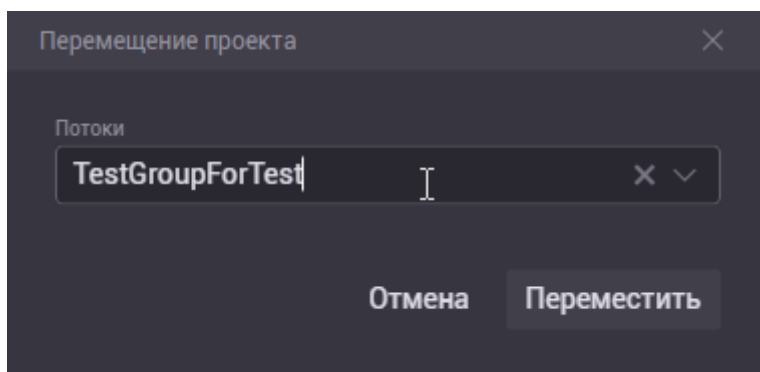 Перемещение проекта
Потоки
TestGroupForTest
Отмена Переместить